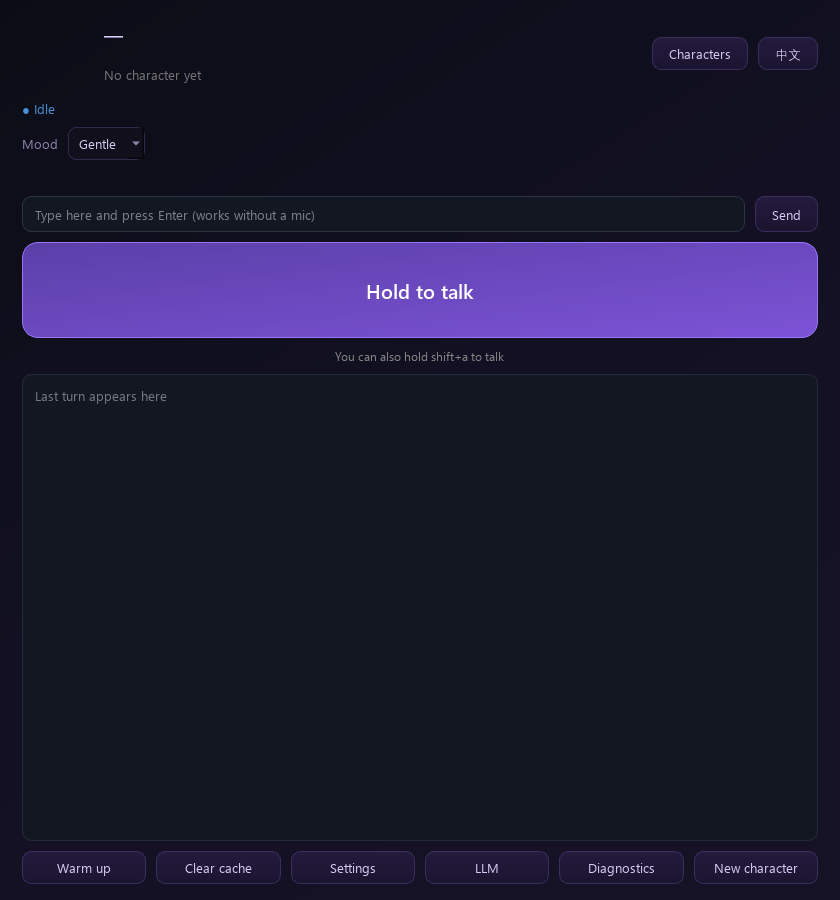 —
No character yet
Characters
中文
● Idle
Mood
Gentle
Type here and press Enter (works without a mic)
Send
Hold to talk
You can also hold shift+a to talk
Last turn appears here
Warm up
Clear cache
Settings
LLM
Diagnostics
New character